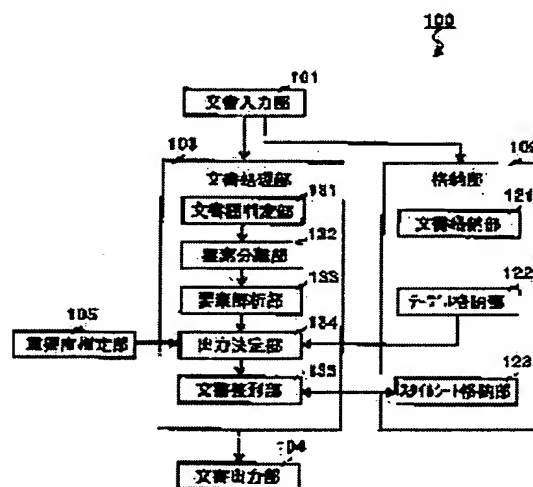 100
101
文書入力部
103
102
文書処理部
格納部
131
121
文書型判定部
文書格納部
132
要素分離部
133
122
要素解析部
テーブル格納部
105
134
重要度指定部
出力決定部
135
123
文書整形部
スタイルシート格納部
104
文書出力部